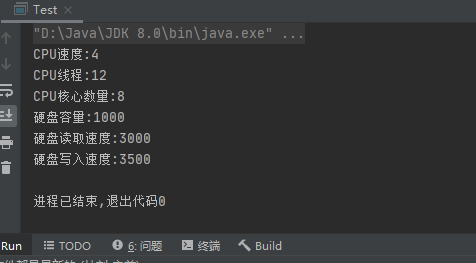 Test
"D:\Java\JDK 8.0\bin\java.exe" ...
CPU速度:4
CPU线程:12
CPU核心数量:8
硬盘容量:1000
硬盘读取速度:3000
硬盘写入速度:3500
进程已结束,退出代码0
Run TODO 6: 问题 终端 Build